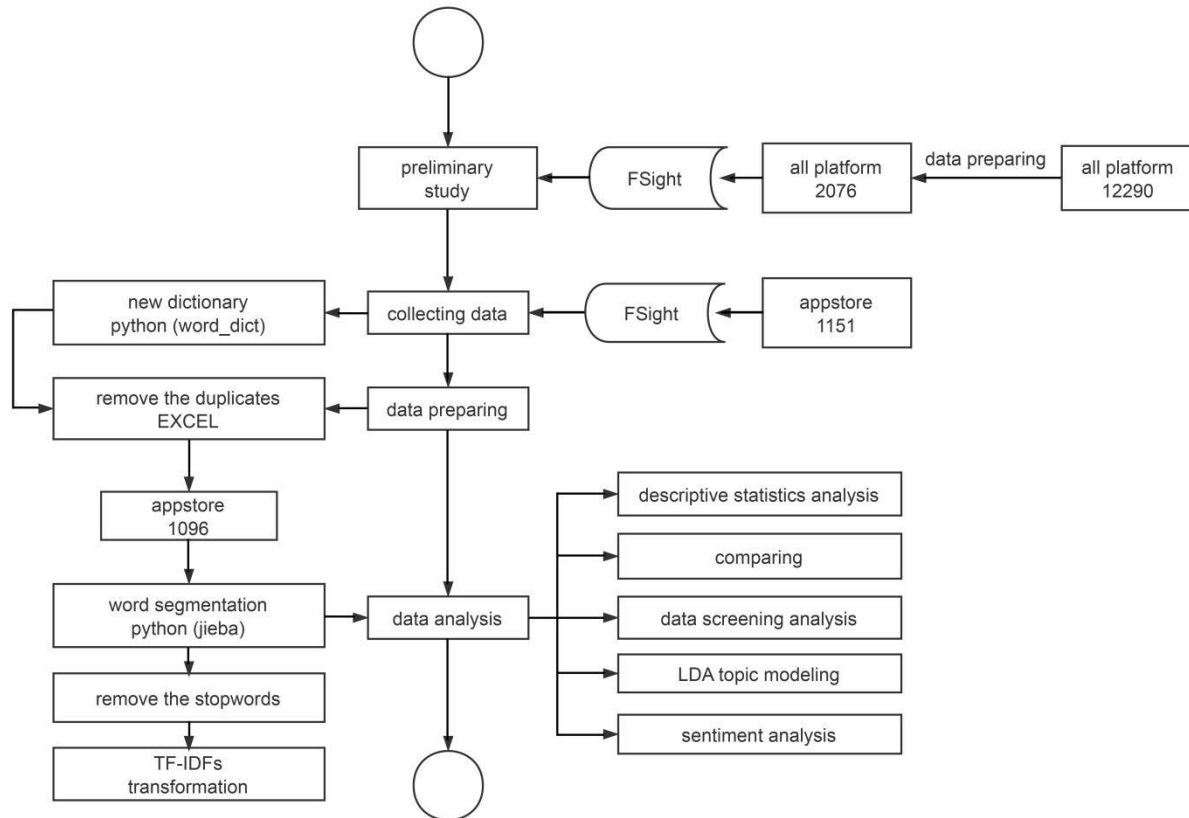 preliminary
study
FSight
all platform
2076
data preparing
all platform
12290
new dictionary
python (word_dict)
collecting data
FSight
appstore
1151
remove the duplicates
EXCEL
data preparing
appstore
1096
descriptive statistics analysis
comparing
word segmentation
python (jieba)
data analysis
data screening analysis
LDA topic modeling
remove the stopwords
sentiment analysis
TF-IDFs
transformation